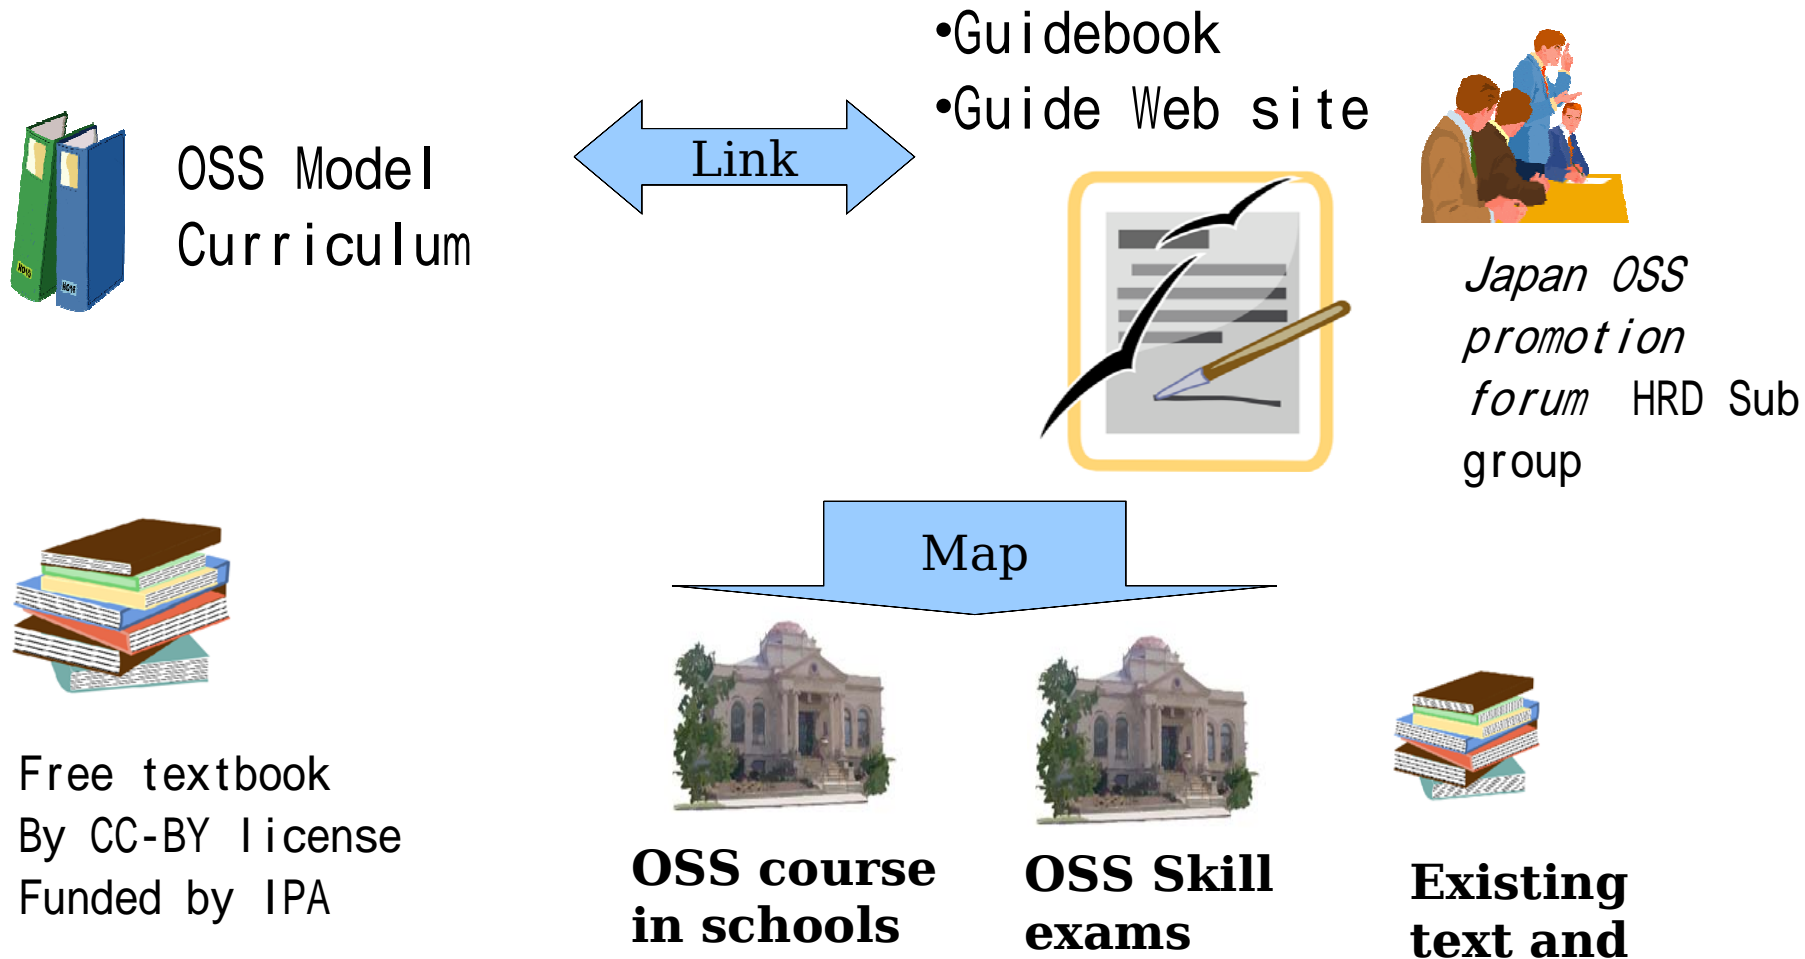 •Guidebook
•Guide Web site
OSS Model
Curriculum
Link
Japan OSS
promotion
forum HRD Sub
group
Map
Free textbook
By CC-BY license
Funded by IPA
OSS course
in schools
OSS Skill
exams
Existing
text and